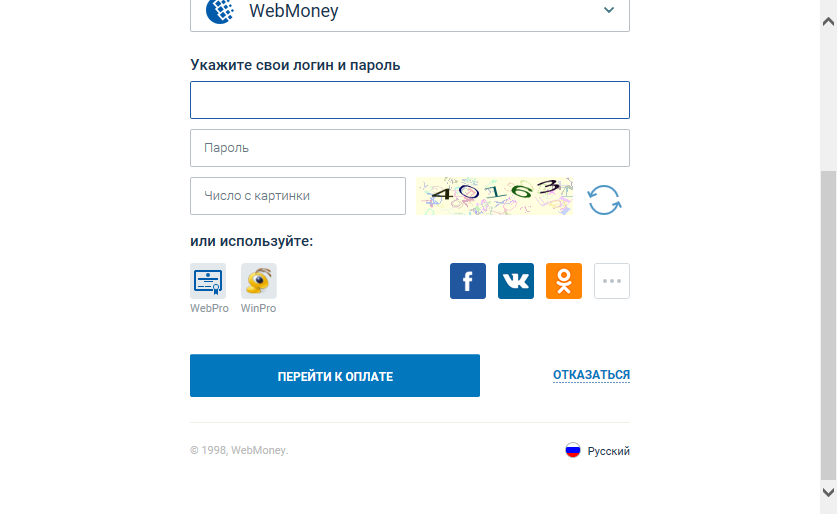 WebMoney
Укажите свои логин и пароль
Пароль
Число с картинки
40163
или используйте:
WebPro
WinPro
ПЕРЕЙТИ К ОПЛАТЕ
ОТКАЗАТЬСЯ
© 1998, WebMoney.
Русский